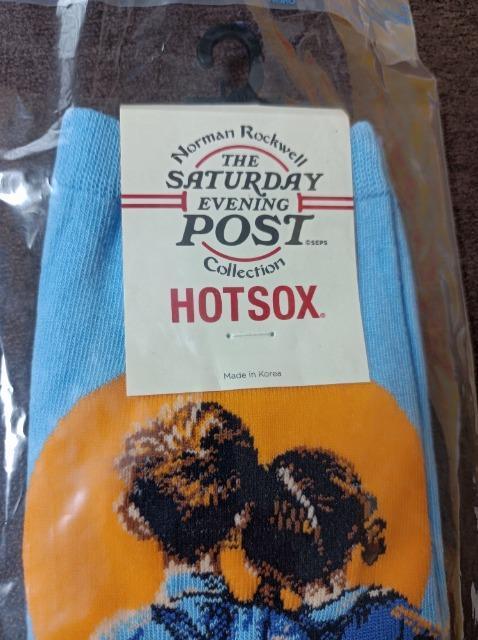 Norman Rockwell
THE
SATURDAY
EVENING
POST ©SEPS
Collection
HOTSOX®
Made in Korea